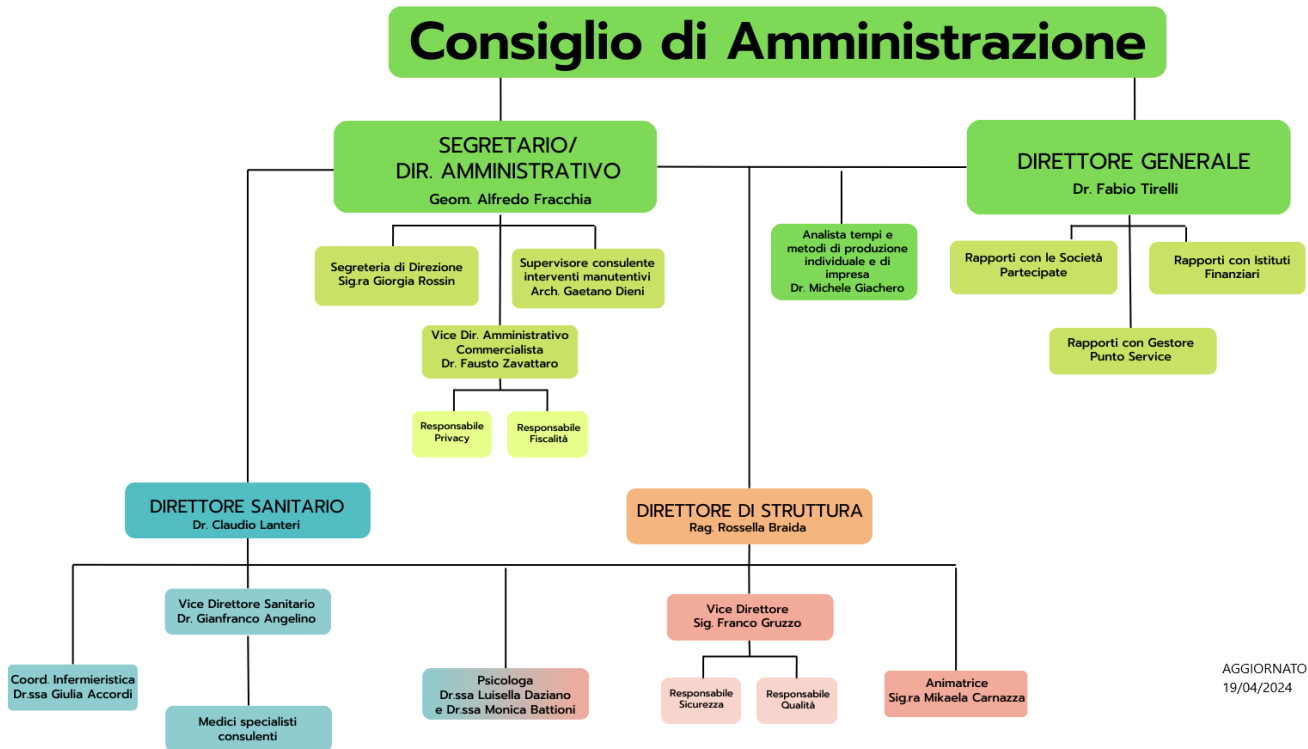 Consiglio di Amministrazione
SEGRETARIO/
DIR. AMMINISTRATIVO
Geom. Alfredo Fracchia
DIRETTORE GENERALE
Dr. Fabio Tirelli
Segreteria di Direzione
Sig.ra Giorgia Rossin
Supervisore consulente
interventi manutentivi
Arch. Gaetano Dieni
Analista tempi e
metodi di produzione
individuale e di
impresa
Dr. Michele Giachero
Rapporti con le Società
Partecipate
Rapporti con Istituti
Finanziari
Vice Dir. Amministrativo
Commercialista
Dr. Fausto Zavattaro
Rapporti con Gestore
Punto Service
Responsabile
Privacy
Responsabile
Fiscalità
DIRETTORE SANITARIO
Dr. Claudio Lanteri
DIRETTORE DI STRUTTURA
Rag. Rossella Braida
Vice Direttore Sanitario
Dr. Gianfranco Angelino
Vice Direttore
Sig. Franco Gruzzo
Coord. Infermieristica
Dr.ssa Giulia Accordi
Psicologa
Dr.ssa Luisella Daziano
e Dr.ssa Monica Battioni
Responsabile
Sicurezza
Responsabile
Qualità
Animatrice
Sig.ra Mikaela Carnazza
Medici specialisti
consulenti
AGGIORNATO
19/04/2024